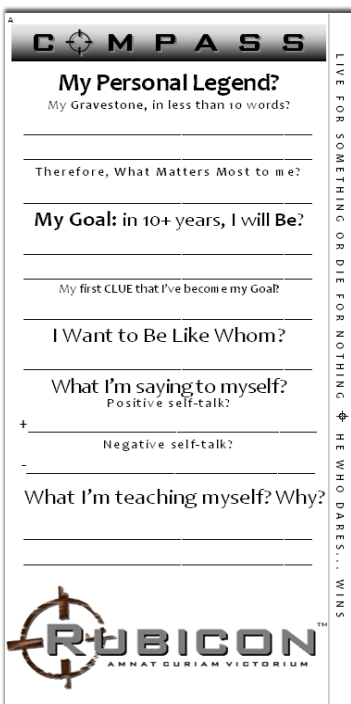 A
COMPASS
My Personal Legend?
My Gravestone, in less than 10 words?
Therefore, What Matters Most to me?
My Goal: in 10+ years, I will Be?
My first CLUE that I've become my Goal?
I Want to Be Like Whom?
What I'm saying to myself?
Positive self-talk?
+
Negative self-talk?
-
What I'm teaching myself? Why?
RUBICON™
AMNAT CURIAM VICTORIUM
LIVE FOR SOMETHING OR DIE FOR NOTHING HE WHO DARES... WINS